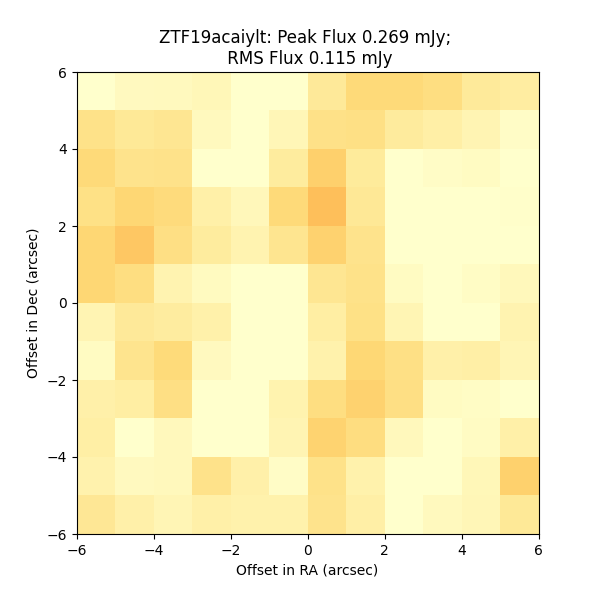 ZTF19acaiylt: Peak Flux 0.269 mJy;
RMS Flux 0.115 mJy
6
4
2
0
−2
−4
−6
Offset in Dec (arcsec)
−6 −4 −2 0 2 4 6
Offset in RA (arcsec)